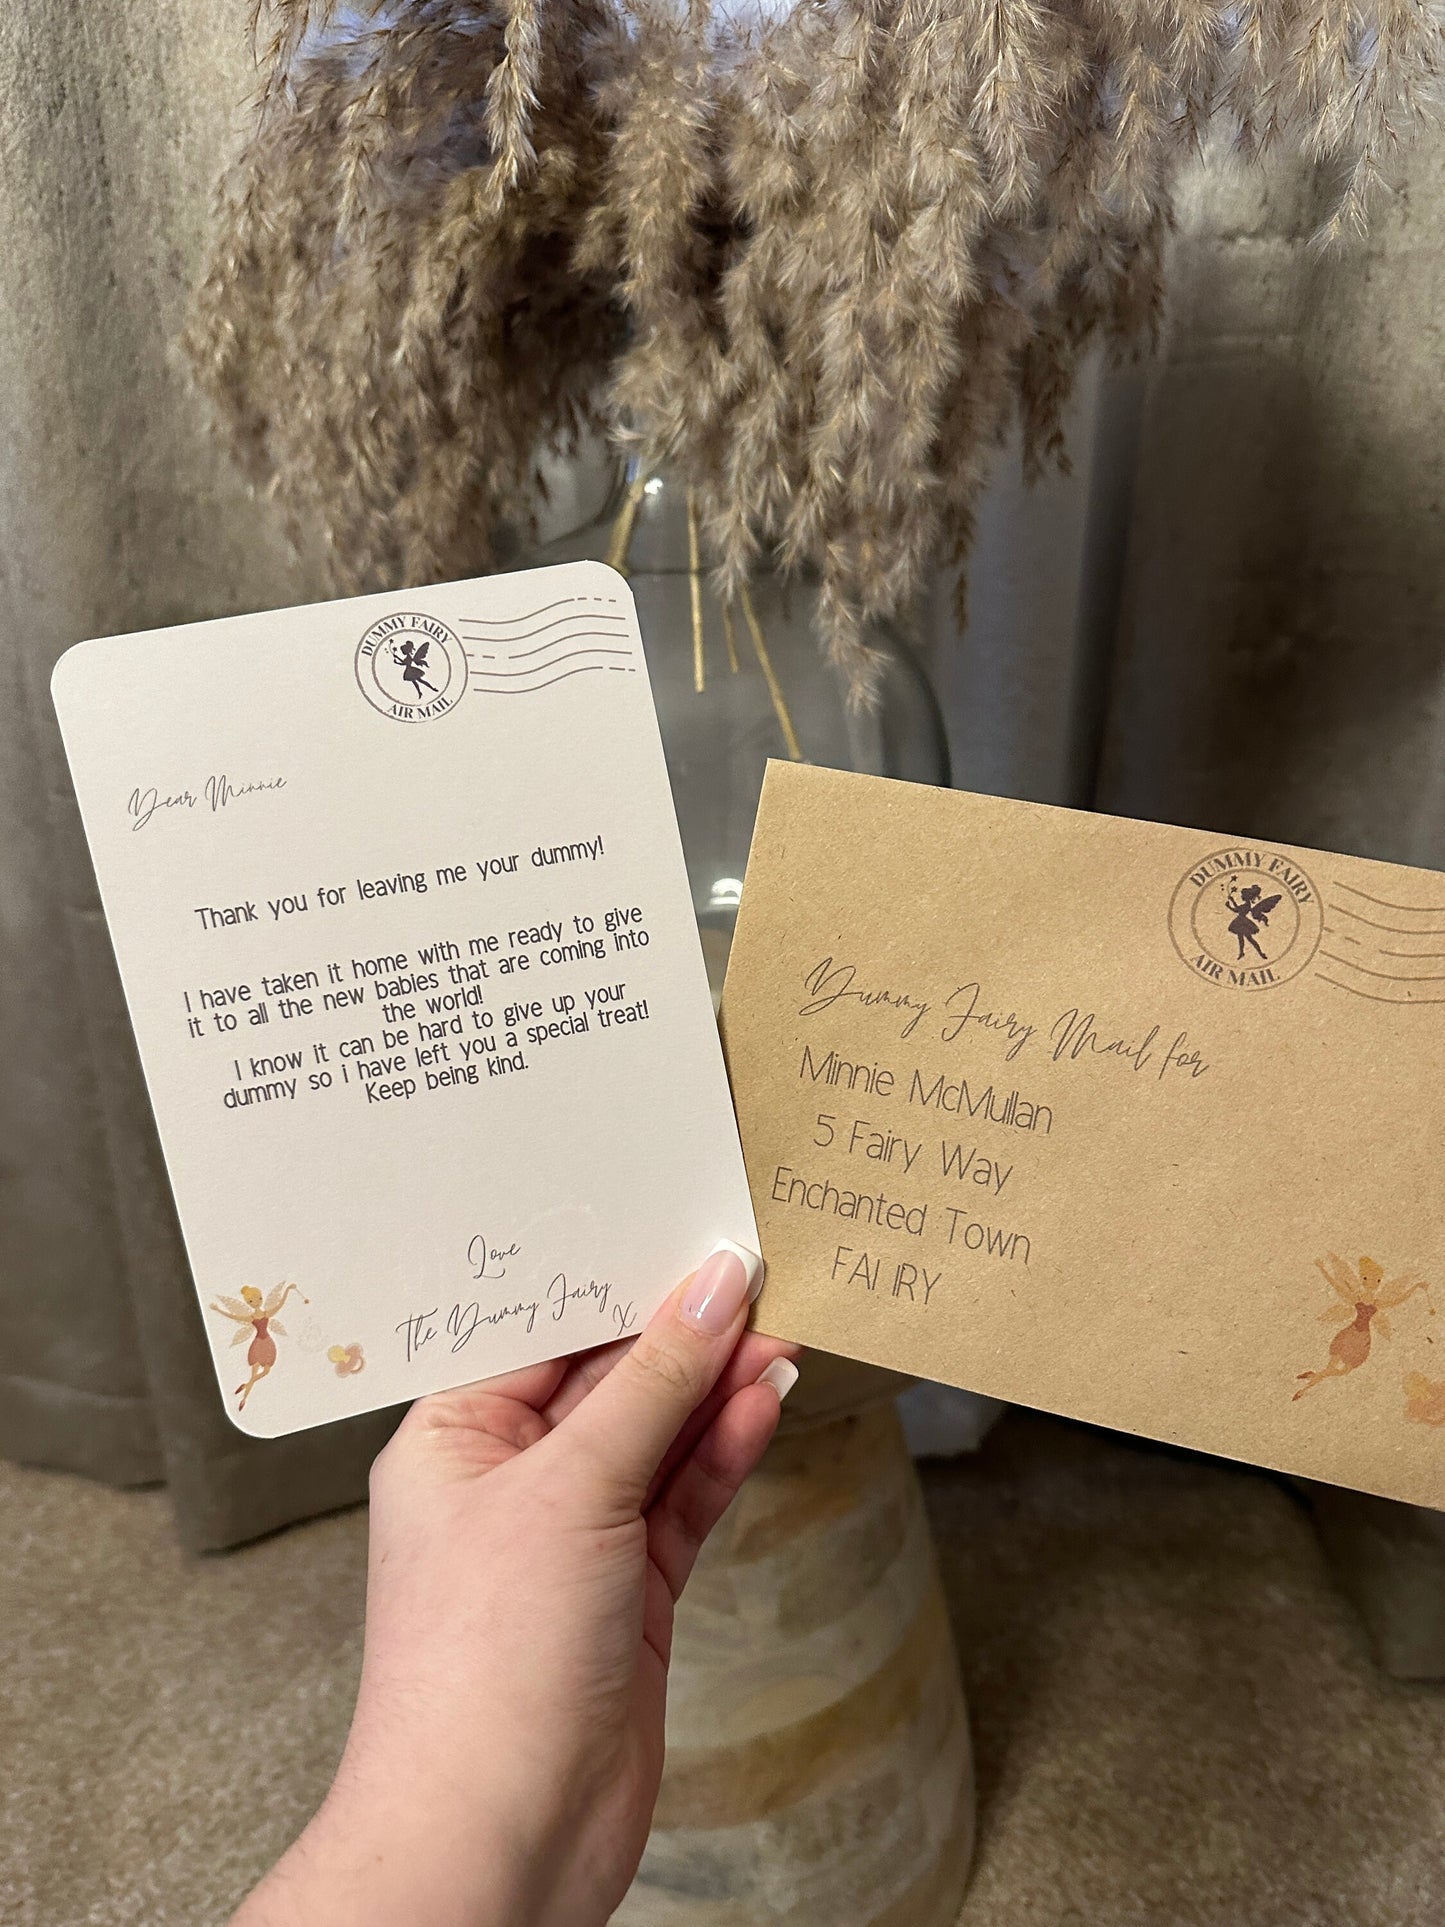 DUMMY FAIRY
AIR MAIL
Dear Minnie
Thank you for leaving me your dummy!
I have taken it home with me ready to give
it to all the new babies that are coming into
the world!
I know it can be hard to give up your
dummy so i have left you a special treat!
Keep being kind.
Love
The Dummy Fairy
X
DUMMY FAIRY
AIR MAIL
Dummy Fairy Mail for
Minnie McMullan
5 Fairy Way
Enchanted Town
FA1 1RY